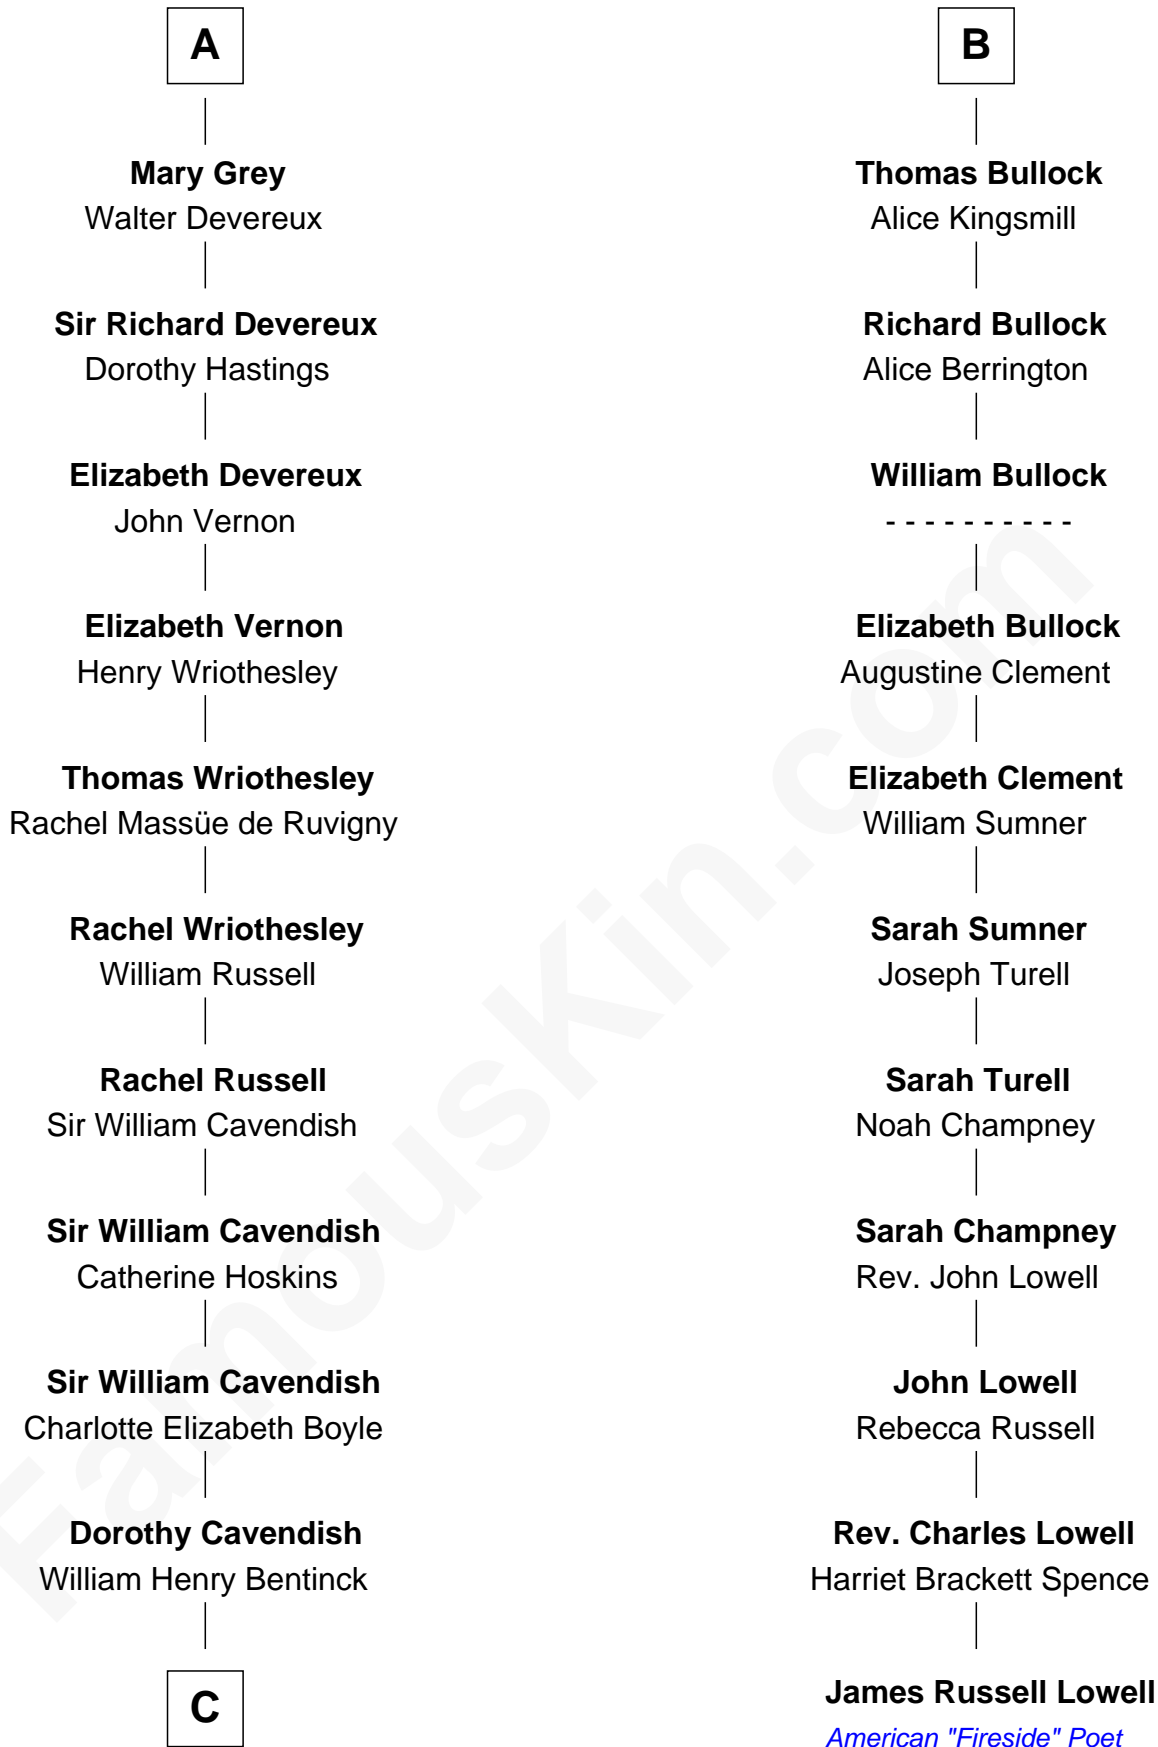 A
Mary Grey
Walter Devereux
Sir Richard Devereux
Dorothy Hastings
Elizabeth Devereux
John Vernon
Elizabeth Vernon
Henry Wriothesley
Thomas Wriothesley
Rachel Massüe de Ruvigny
Rachel Wriothesley
William Russell
Rachel Russell
Sir William Cavendish
Sir William Cavendish
Catherine Hoskins
Sir William Cavendish
Charlotte Elizabeth Boyle
Dorothy Cavendish
William Henry Bentinck
C
B
Thomas Bullock
Alice Kingsmill
Richard Bullock
Alice Berrington
William Bullock
- - - - - - - - - -
Elizabeth Bullock
Augustine Clement
Elizabeth Clement
William Sumner
Sarah Sumner
Joseph Turell
Sarah Turell
Noah Champney
Sarah Champney
Rev. John Lowell
John Lowell
Rebecca Russell
Rev. Charles Lowell
Harriet Brackett Spence
James Russell Lowell
American "Fireside" Poet
FamousKin.com